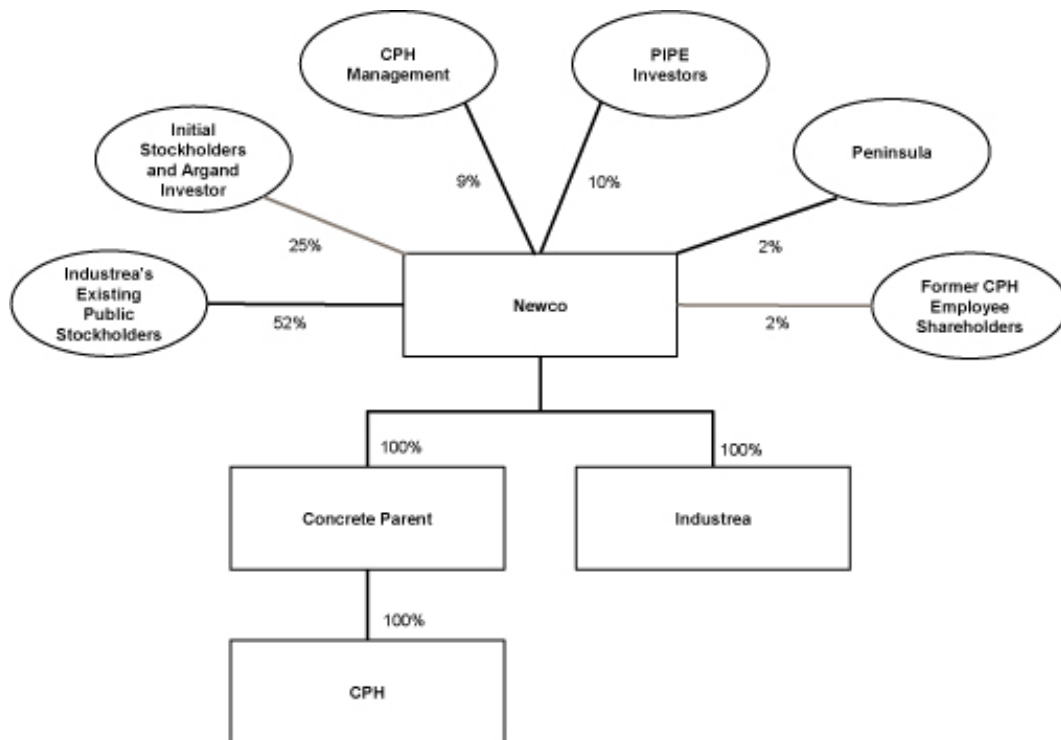 CPH
Management
PIPE
Investors
Initial
Stockholders
and Argand
Investor
Peninsula
9%
10%
25%
2%
Industrea's
Existing
Public
Stockholders
52%
Newco
2%
Former CPH
Employee
Shareholders
100%
100%
Concrete Parent
Industrea
100%
CPH